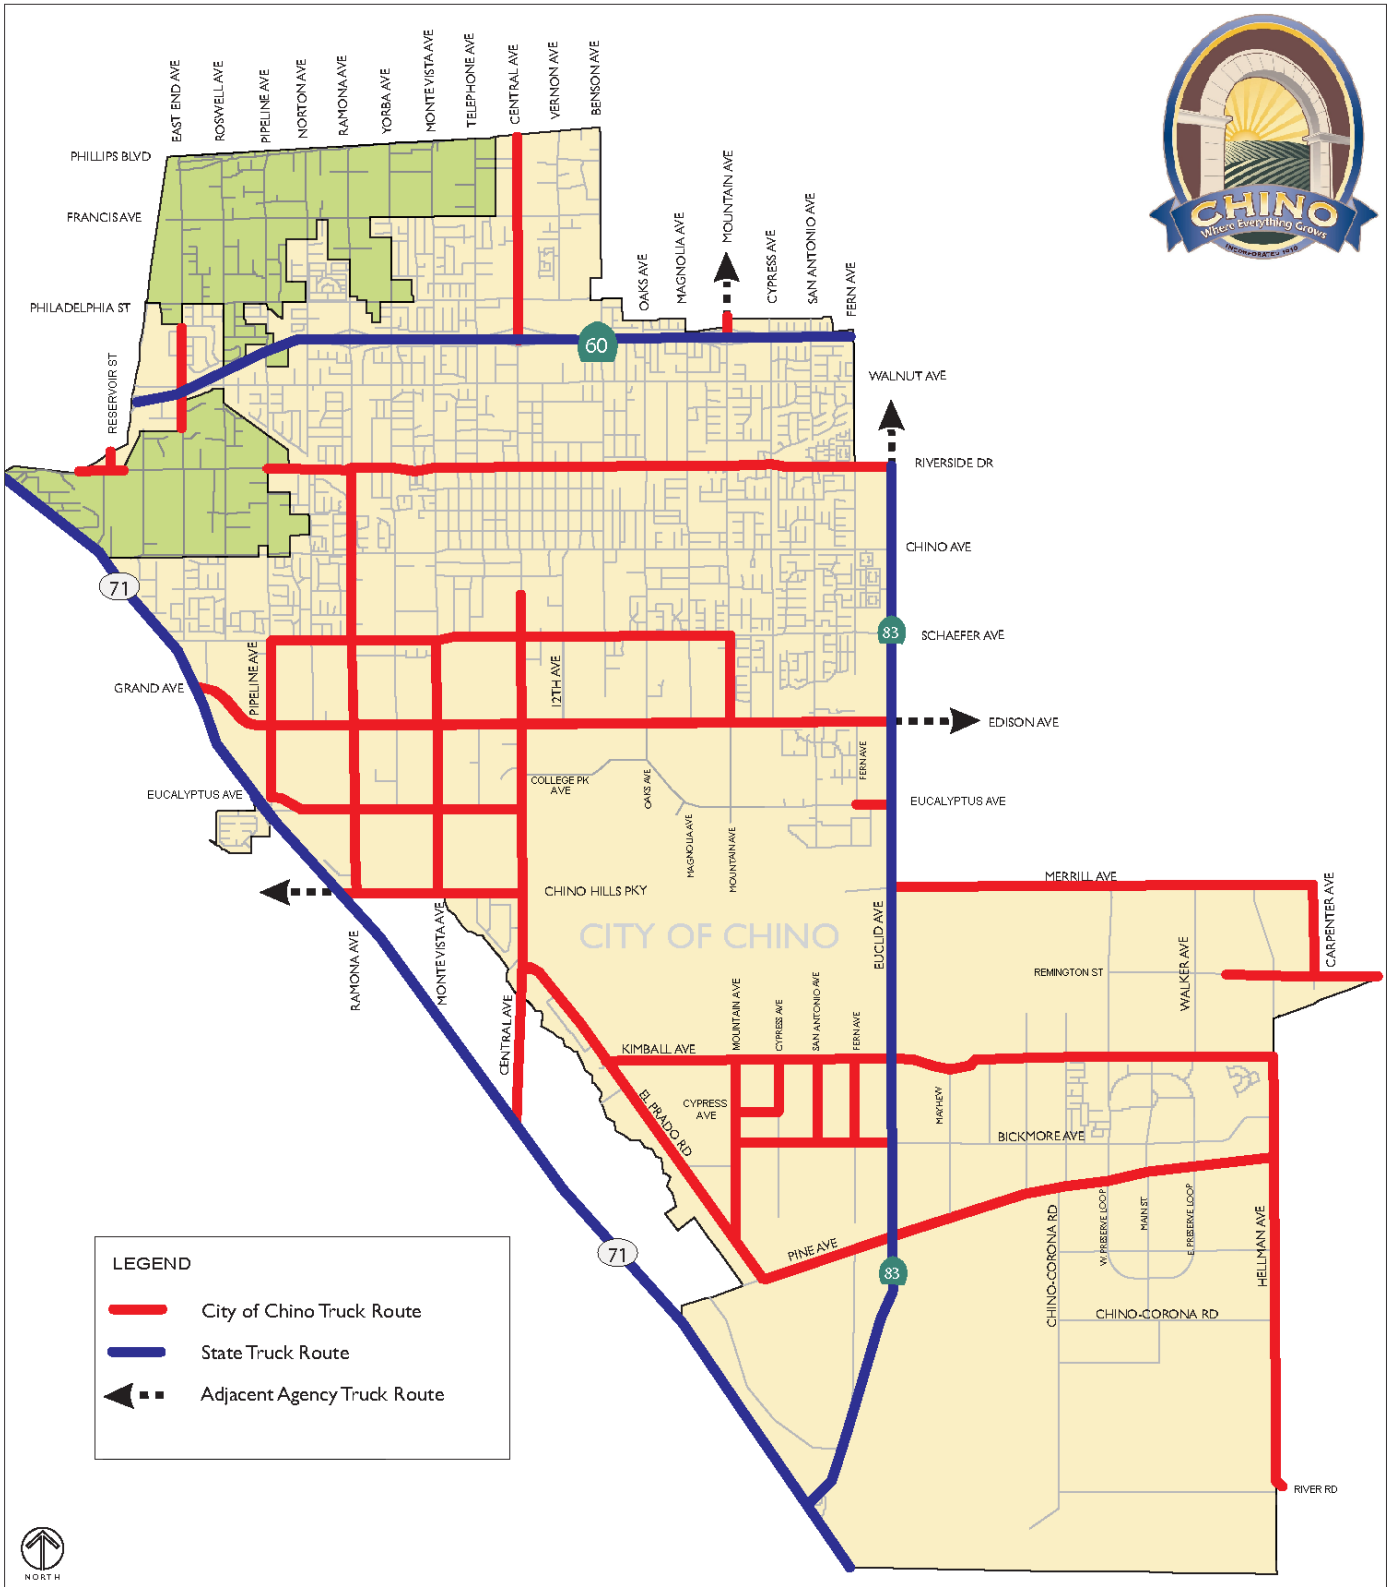 EAST END AVE
ROSWELL AVE
PIPELINE AVE
NORTON AVE
RAMONA AVE
YORBA AVE
MONTE VISTA AVE
TELEPHONE AVE
CENTRAL AVE
VERNON AVE
BENSON AVE
CHINO
Where Everything Grows
INCORPORATED 1910
PHILLIPS BLVD
FRANCIS AVE
PHILADELPHIA ST
RESERVOIR ST
OAKS AVE
MAGNOLIA AVE
MOUNTAIN AVE
CYPRESS AVE
SAN ANTONIO AVE
FERN AVE
60
WALNUT AVE
RIVERSIDE DR
CHINO AVE
71
83
SCHAEFER AVE
GRAND AVE
PIPELINE AVE
12TH AVE
EDISON AVE
EUCALYPTUS AVE
COLLEGE PK
AVE
OAKS AVE
MAGNOLIA AVE
MOUNTAIN AVE
FERN AVE
EUCALYPTUS AVE
CHINO HILLS PKY
MERRILL AVE
CARPENTER AVE
RAMONA AVE
MONTE VISTA AVE
CITY OF CHINO
EUCLID AVE
WALKER AVE
REMINGTON ST
CENTRAL AVE
MOUNTAIN AVE
CYPRESS AVE
SAN ANTONIO AVE
FERN AVE
KIMBALL AVE
EL PRADO RD
CYPRESS
AVE
MAYHEW
BICKMORE AVE
PINE AVE
CHINO-CORONA RD
W. PRESERVE LOOP
MAIN ST
E. PRESERVE LOOP
HELLMAN AVE
71
83
CHINO-CORONA RD
RIVER RD
LEGEND
City of Chino Truck Route
State Truck Route
Adjacent Agency Truck Route
NORTH